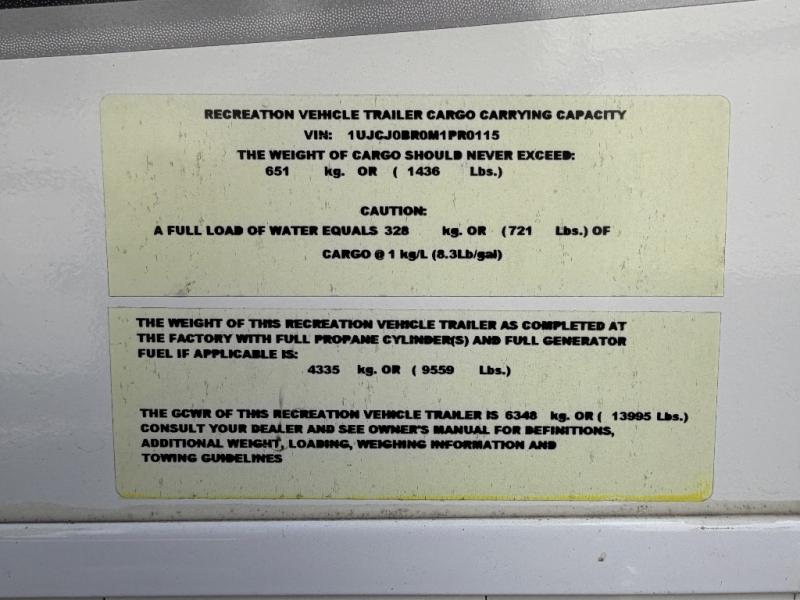 RECREATION VEHICLE TRAILER CARGO CARRYING CAPACITY
VIN: 1UJCJ0BR0M1PR0115
THE WEIGHT OF CARGO SHOULD NEVER EXCEED:
651 kg. OR ( 1436 Lbs.)
CAUTION:
A FULL LOAD OF WATER EQUALS 328 kg. OR (721 Lbs.) OF
CARGO @ 1 kg/L (8.3Lb/gal)
THE WEIGHT OF THIS RECREATION VEHICLE TRAILER AS COMPLETED AT
THE FACTORY WITH FULL PROPANE CYLINDER(S) AND FULL GENERATOR
FUEL IF APPLICABLE IS:
4335 kg. OR ( 9559 Lbs.)
THE GCWR OF THIS RECREATION VEHICLE TRAILER IS 6348 kg. OR ( 13995 Lbs.)
CONSULT YOUR DEALER AND SEE OWNER'S MANUAL FOR DEFINITIONS,
ADDITIONAL WEIGHT, LOADING, WEIGHING INFORMATION AND
TOWING GUIDELINES